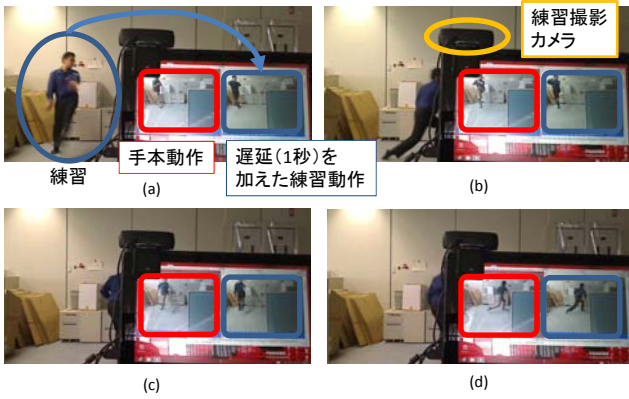 練習撮影
カメラ
手本動作
遅延(1秒)を
加えた練習動作
練習
(a)
(b)
(c)
(d)